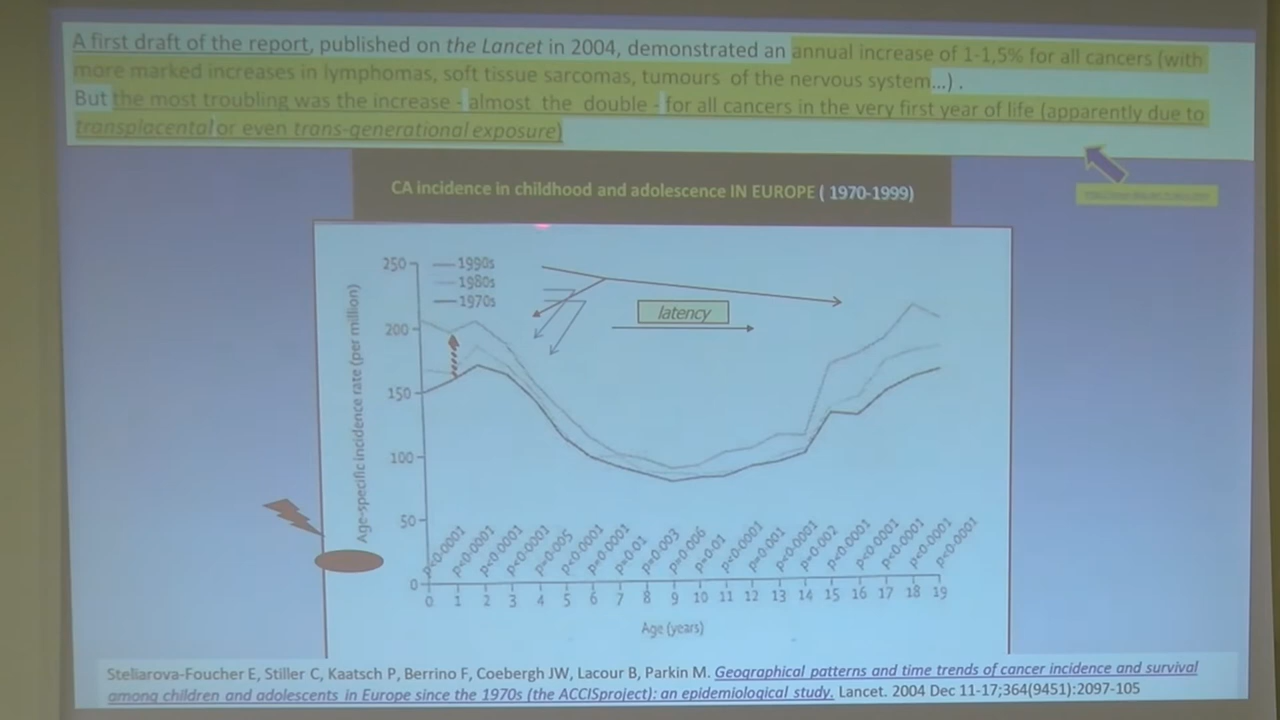 A first draft of the report, published on the Lancet in 2004, demonstrated an annual increase of 1-1,5% for all cancers (with
more marked increases in lymphomas, soft tissue sarcomas, tumours of the nervous system...) .
But the most troubling was the increase - almost the double - for all cancers in the very first year of life (apparently due to
transplacental or even trans-generational exposure)
CA incidence in childhood and adolescence IN EUROPE ( 1970-1999)
250
200
150
100
50
0
Age-specific incidence rate (per million)
1990s
1980s
1970s
latency
p<0·0001
p<0·0001
p<0·0001
p<0·0001
p=0·005
p<0·0001
p=0·0001
p=0·01
p=0·003
p=0·006
p=0·01
p<0·0001
p=0·001
p<0·0001
p=0·002
p<0·0001
p<0·0001
p<0·0001
p<0·0001
p<0·0001
0 1 2 3 4 5 6 7 8 9 10 11 12 13 14 15 16 17 18 19
Age (years)
Steliarova-Foucher E, Stiller C, Kaatsch P, Berrino F, Coebergh JW, Lacour B, Parkin M. Geographical patterns and time trends of cancer incidence and survival
among children and adolescents in Europe since the 1970s (the ACCISproject): an epidemiological study. Lancet. 2004 Dec 11-17;364(9451):2097-105